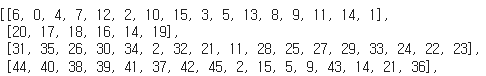 [[6, 0, 4, 7, 12, 2, 10, 15, 3, 5, 13, 8, 9, 11, 14, 1],
[20, 17, 18, 16, 14, 19],
[31, 35, 26, 30, 34, 2, 32, 21, 11, 28, 25, 27, 29, 33, 24, 22, 23],
[44, 40, 38, 39, 41, 37, 42, 45, 2, 15, 5, 9, 43, 14, 21, 36],